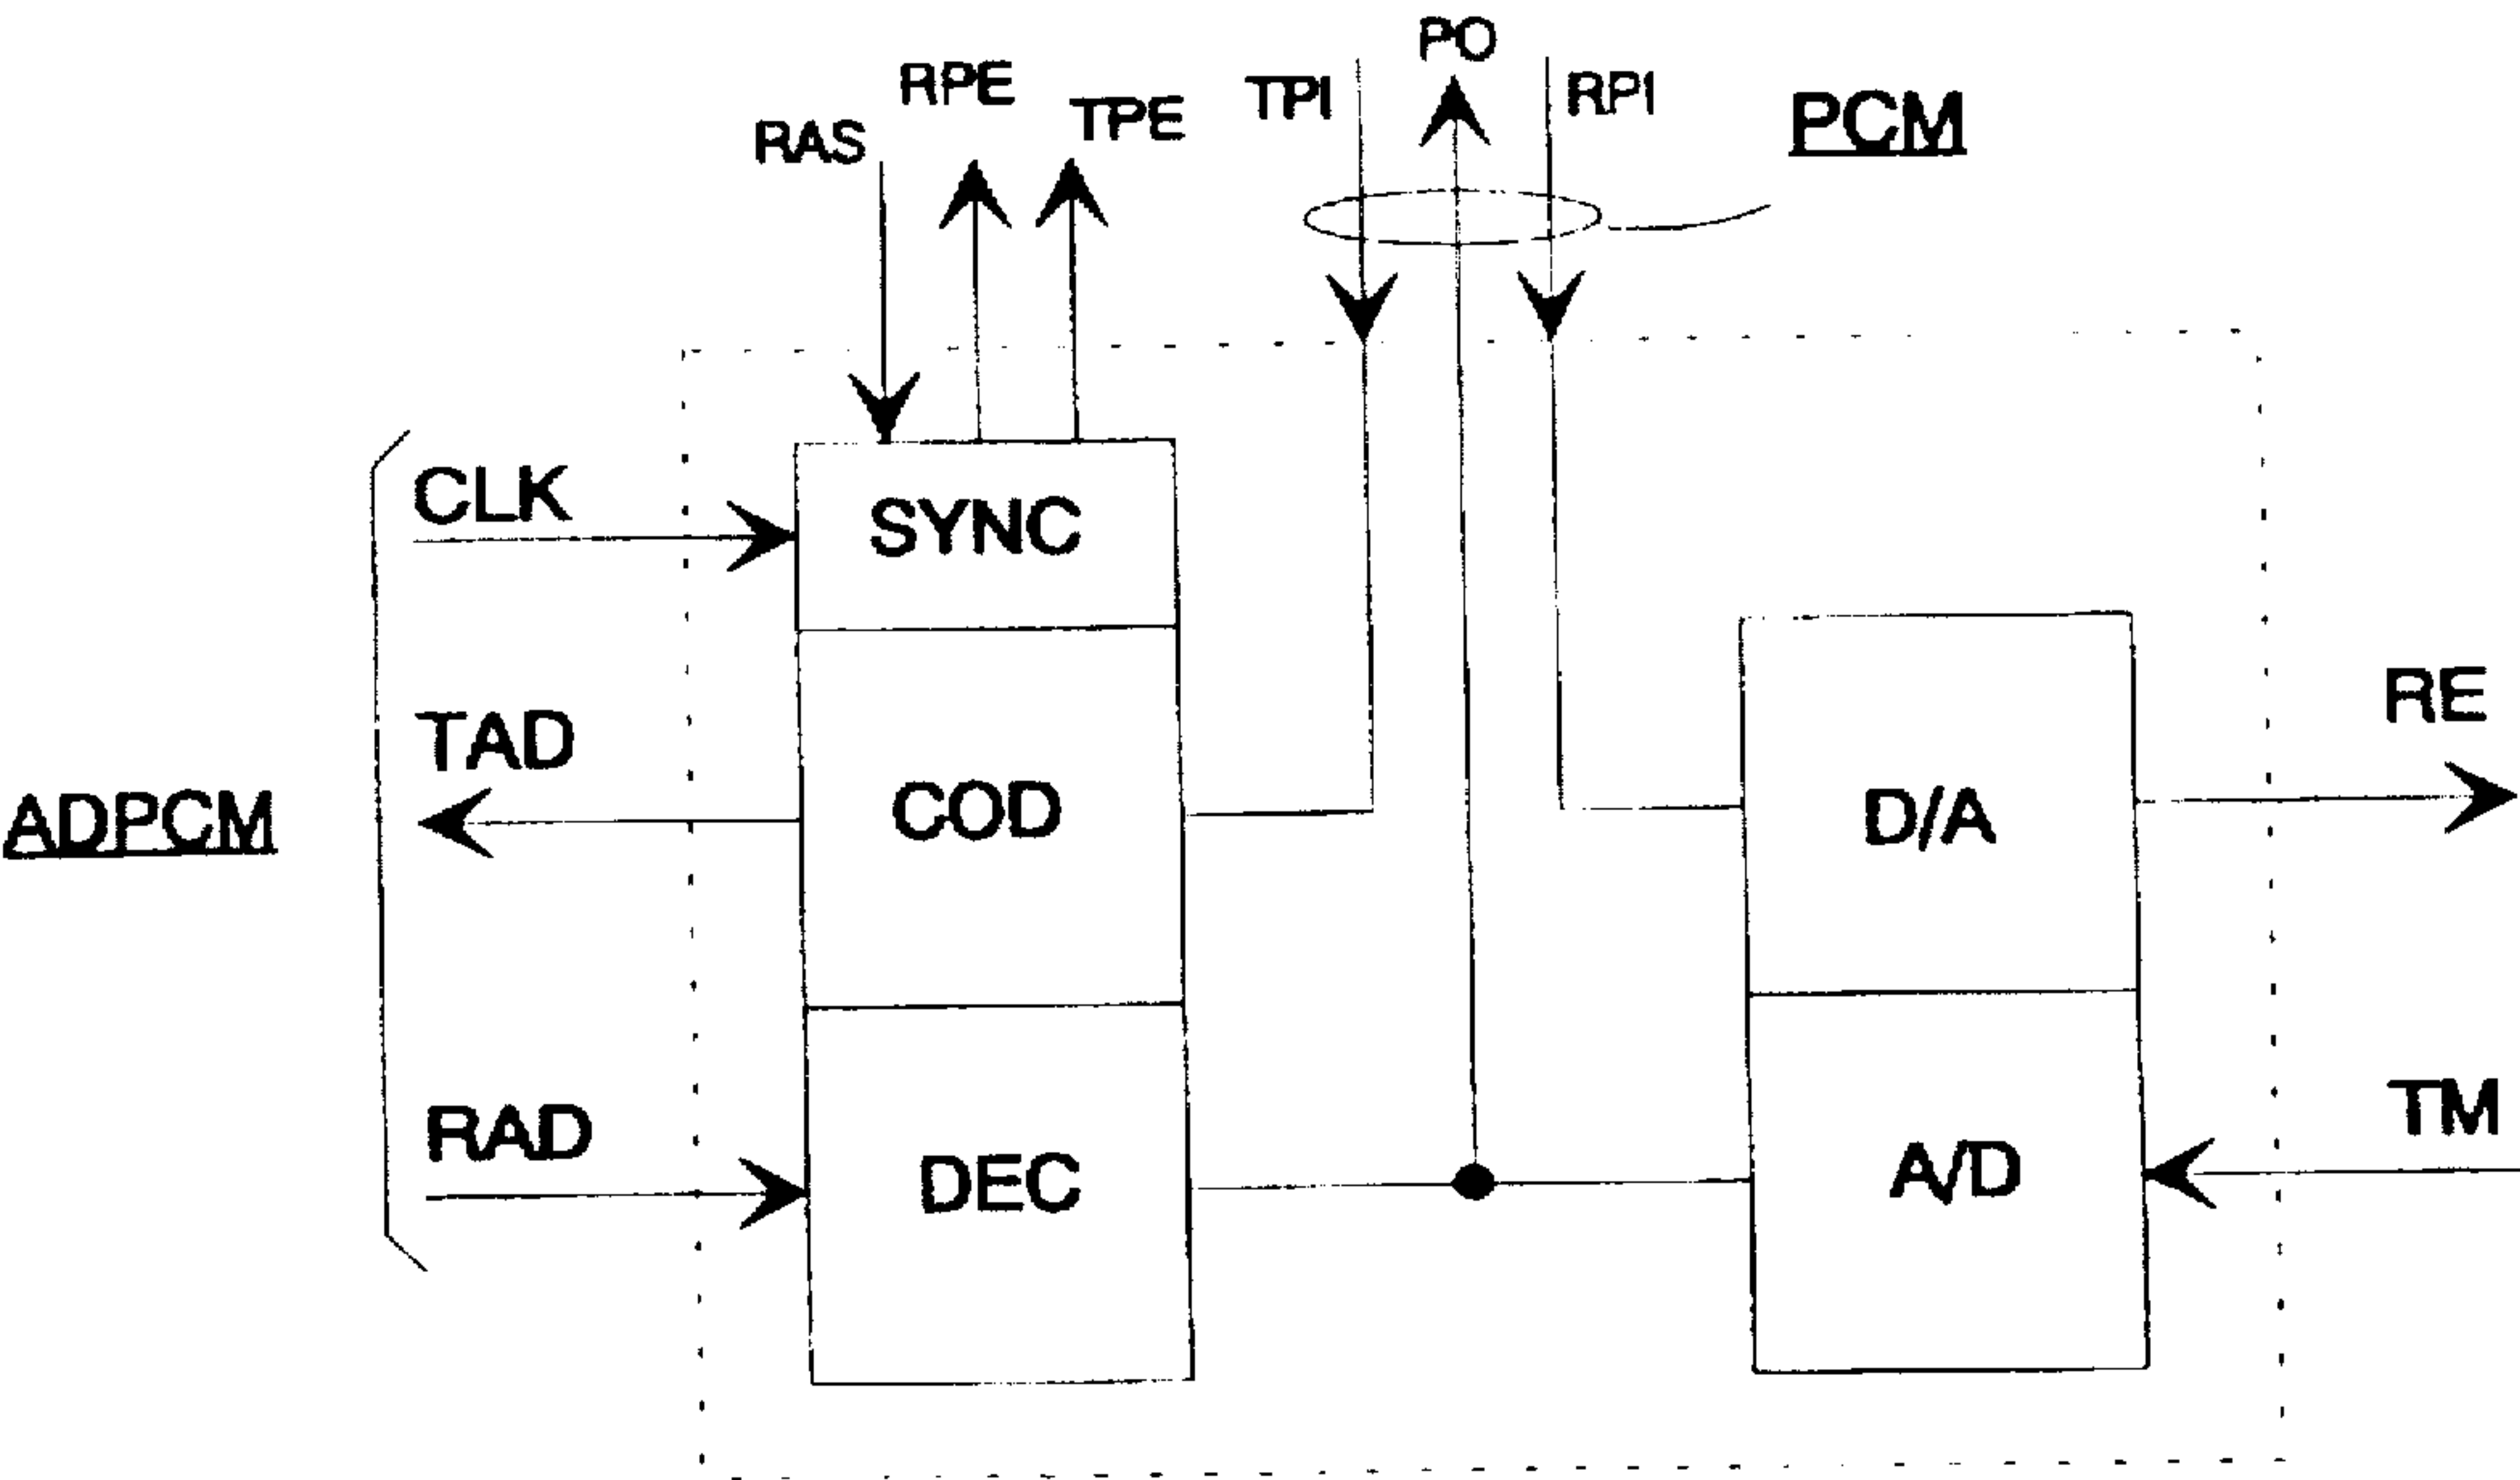 PO
RPE
TPI
RPI
TPE
PCM
RAS
CLK
SYNC
RE
TAD
COD
D/A
ADPCM
TM
RAD
DEC
A/D